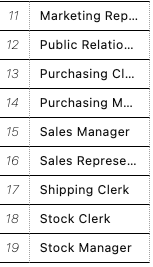 11 Marketing Rep...
12 Public Relatio...
13 Purchasing Cl...
14 Purchasing M...
15 Sales Manager
16 Sales Represe...
17 Shipping Clerk
18 Stock Clerk
19 Stock Manager